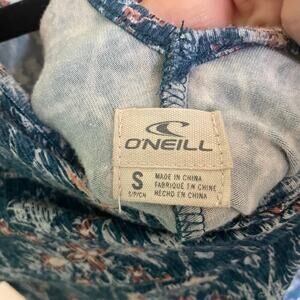 O'NEILL
S
S/P/CH
MADE IN CHINA
FABRIQUÉ EN CHINE
HECHO EN CHINA